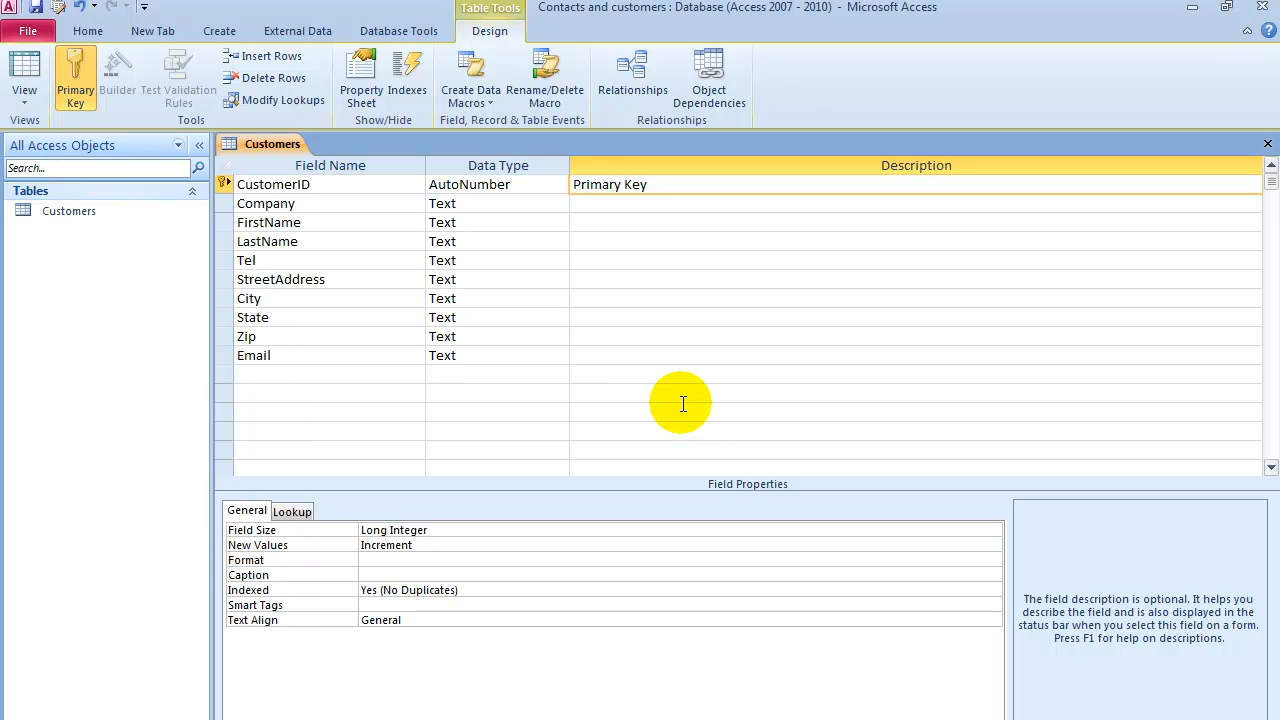 Table Tools
Contacts and customers : Database (Access 2007 - 2010) - Microsoft Access
File
Home
New Tab
Create
External Data
Database Tools
Design
View
Primary Key
Builder
Test Validation Rules
Insert Rows
Delete Rows
Modify Lookups
Property Sheet
Indexes
Create Data Macros
Rename/Delete Macro
Relationships
Object Dependencies
Views
Tools
Show/Hide
Field, Record & Table Events
Relationships
All Access Objects
Search...
Tables
Customers
Customers
Field Name Data Type Description
CustomerID AutoNumber Primary Key
Company Text
FirstName Text
LastName Text
Tel Text
StreetAddress Text
City Text
State Text
Zip Text
Email Text
Field Properties
General Lookup
Field Size Long Integer
New Values Increment
Format
Caption
Indexed Yes (No Duplicates)
Smart Tags
Text Align General
The field description is optional. It helps you
describe the field and is also displayed in the
status bar when you select this field on a form.
Press F1 for help on descriptions.